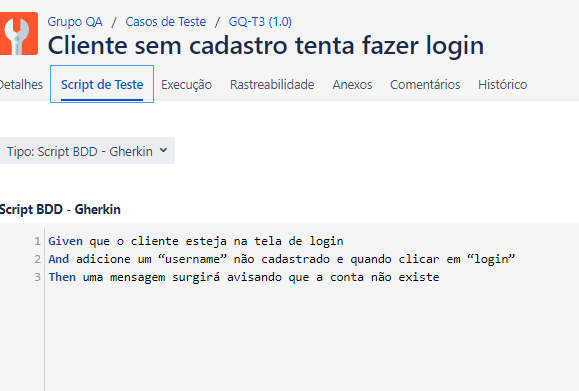 Grupo QA / Casos de Teste / GQ-T3 (1.0)
Cliente sem cadastro tenta fazer login
Detalhes Script de Teste Execução Rastreabilidade Anexos Comentários Histórico
Tipo: Script BDD - Gherkin
Script BDD - Gherkin
1 Given que o cliente esteja na tela de login
2 And adicione um “username” não cadastrado e quando clicar em “login”
3 Then uma mensagem surgirá avisando que a conta não existe